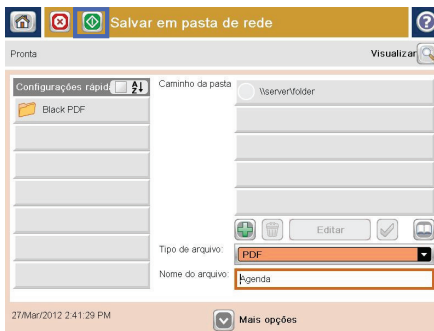 Salvar em pasta de rede
Pronta
Visualizar
Configurações rápid
Caminho da pasta
\\server\folder
Black PDF
Editar
Tipo de arquivo:
PDF
Nome do arquivo:
Agenda
27/Mar/2012 2:41:29 PM
Mais opções